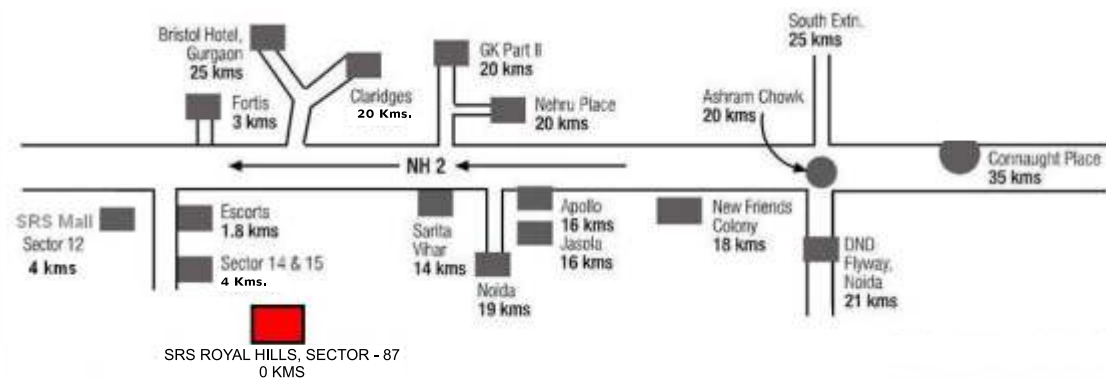 South Extn.
25 kms
Bristol Hotel,
Gurgaon
25 kms
GK Part II
20 kms
Claridges
20 Kms.
Fortis
3 kms
Nehru Place
20 kms
Ashram Chowk
20 kms
NH 2
Connaught Place
35 kms
SRS Mall
Sector 12
4 kms
Escorts
1.8 kms
Sector 14 & 15
4 Kms.
Sarita
Vihar
14 kms
Noida
19 kms
Apollo
16 kms
Jasola
16 kms
New Friends
Colony
18 kms
DND
Flyway,
Noida
21 kms
SRS ROYAL HILLS, SECTOR - 87
0 KMS